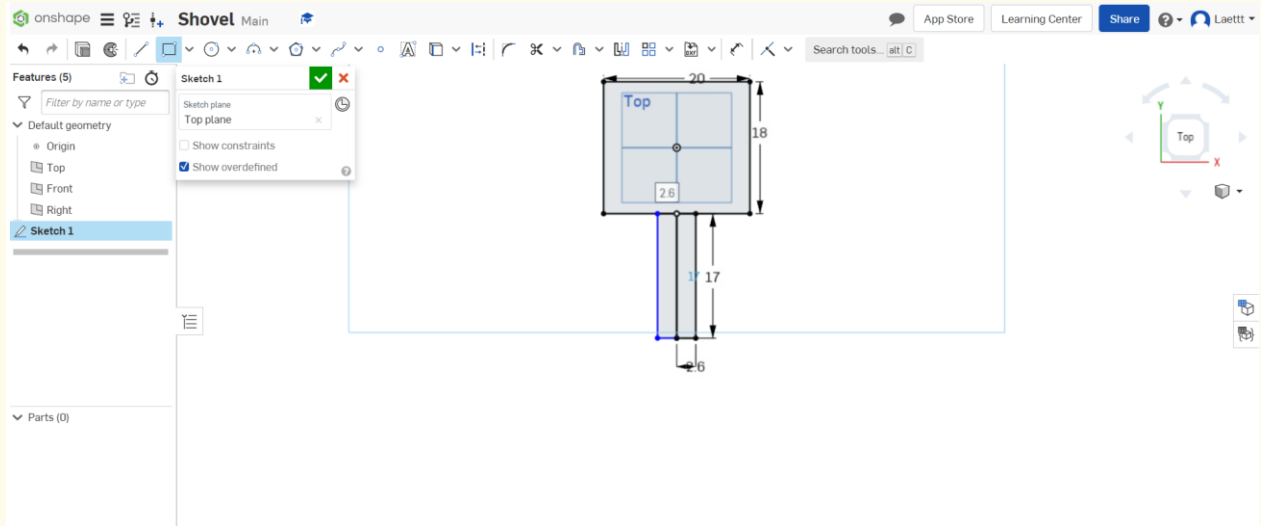 onshape Shovel Main App Store Learning Center Share Laettt
Search tools... alt C
Features (5)
Filter by name or type
Default geometry
Origin
Top
Front
Right
Sketch 1
Parts (0)
Sketch 1
Sketch plane
Top plane
Show constraints
Show overdefined
20
Top
18
2.6
17 17
2.6
Y
Top
X